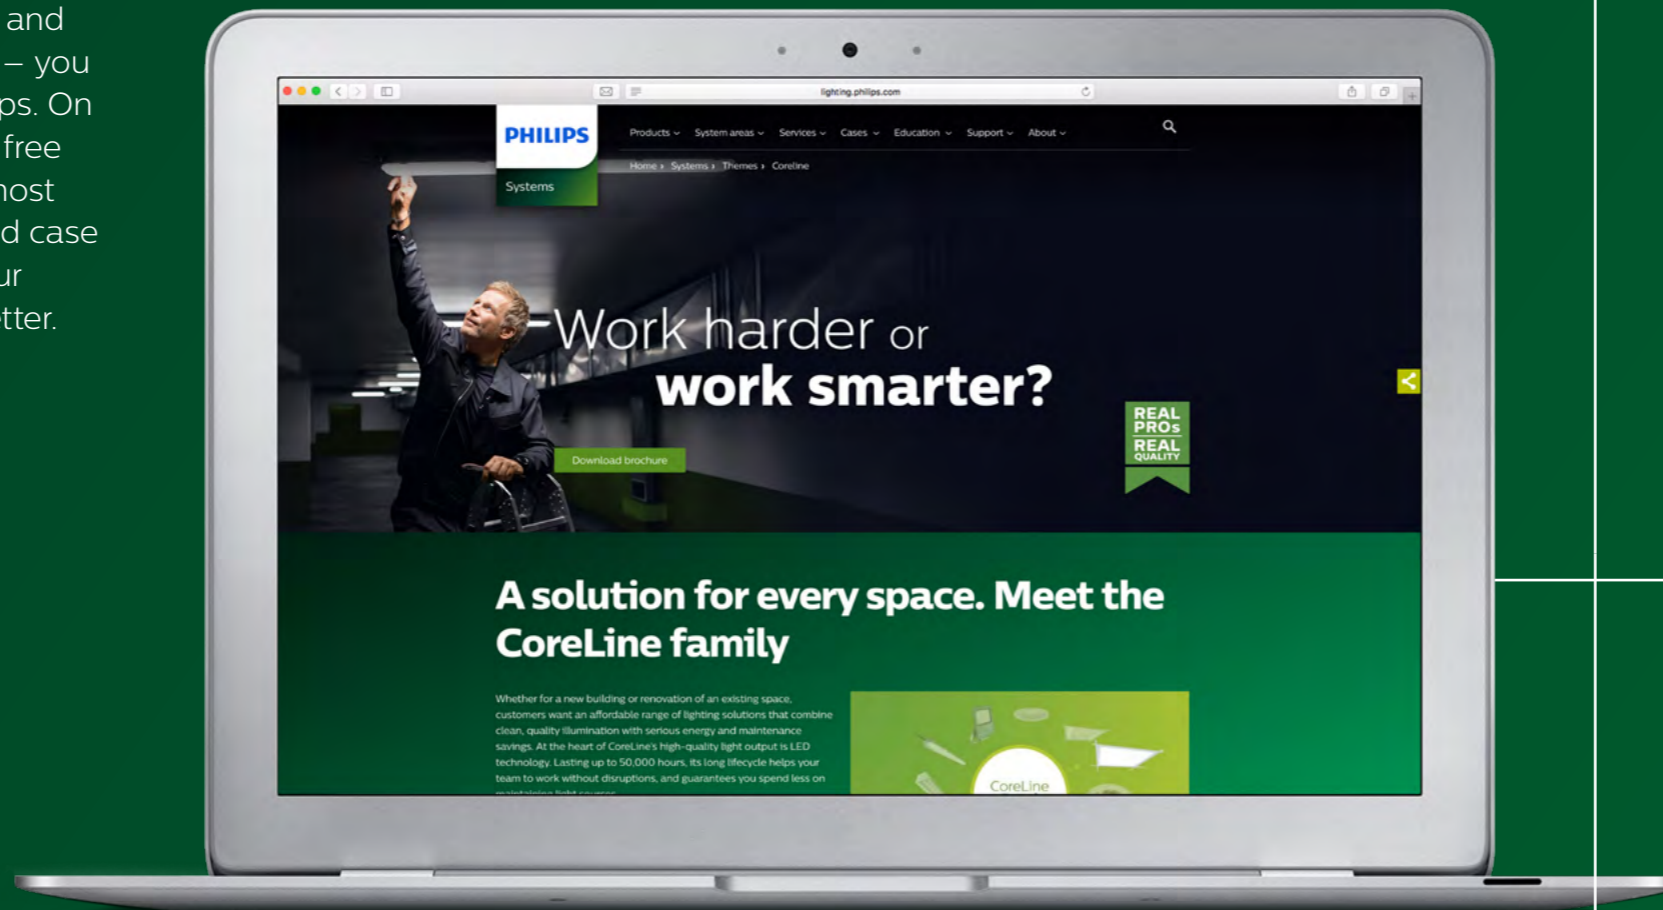 and
– you
ps. On
free
nost
d case
ur
tter.
lighting.philips.com
PHILIPS
Systems
Products System areas Services Cases Education Support About
Home › Systems › Themes › Coreline
Work harder or
work smarter?
Download brochure
REAL
PROs
REAL
QUALITY
A solution for every space. Meet the
CoreLine family
Whether for a new building or renovation of an existing space,
customers want an affordable range of lighting solutions that combine
clean, quality illumination with serious energy and maintenance
savings. At the heart of CoreLine's high-quality light output is LED
technology. Lasting up to 50,000 hours, its long lifecycle helps your
team to work without disruptions, and guarantees you spend less on
maintaining light sources
CoreLine